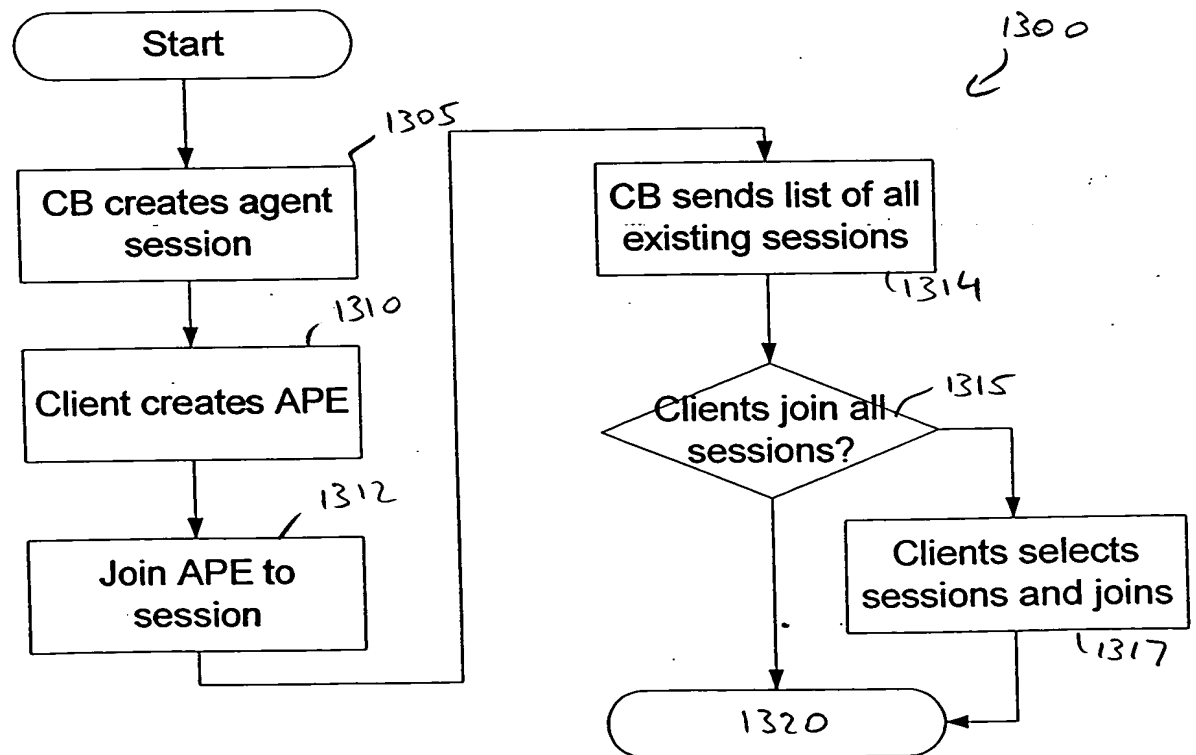 Start
1305
CB creates agent
session
1310
Client creates APE
1312
Join APE to
session
1300
CB sends list of all
existing sessions
1314
Clients join all
sessions?
1315
Clients selects
sessions and joins
1317
1320